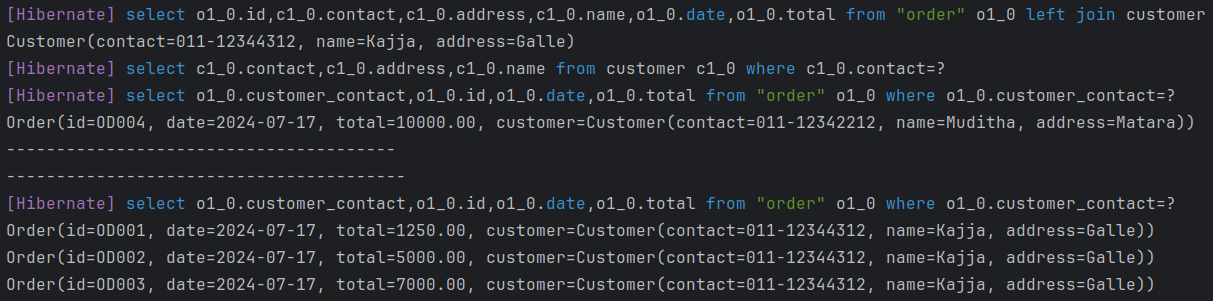 [Hibernate] select o1_0.id,c1_0.contact,c1_0.address,c1_0.name,o1_0.date,o1_0.total from "order" o1_0 left join customer
Customer(contact=011-12344312, name=Kajja, address=Galle)
[Hibernate] select c1_0.contact,c1_0.address,c1_0.name from customer c1_0 where c1_0.contact=?
[Hibernate] select o1_0.customer_contact,o1_0.id,o1_0.date,o1_0.total from "order" o1_0 where o1_0.customer_contact=?
Order(id=OD004, date=2024-07-17, total=10000.00, customer=Customer(contact=011-12342212, name=Muditha, address=Matara))
---------------------------------------
----------------------------------------
[Hibernate] select o1_0.customer_contact,o1_0.id,o1_0.date,o1_0.total from "order" o1_0 where o1_0.customer_contact=?
Order(id=OD001, date=2024-07-17, total=1250.00, customer=Customer(contact=011-12344312, name=Kajja, address=Galle))
Order(id=OD002, date=2024-07-17, total=5000.00, customer=Customer(contact=011-12344312, name=Kajja, address=Galle))
Order(id=OD003, date=2024-07-17, total=7000.00, customer=Customer(contact=011-12344312, name=Kajja, address=Galle))